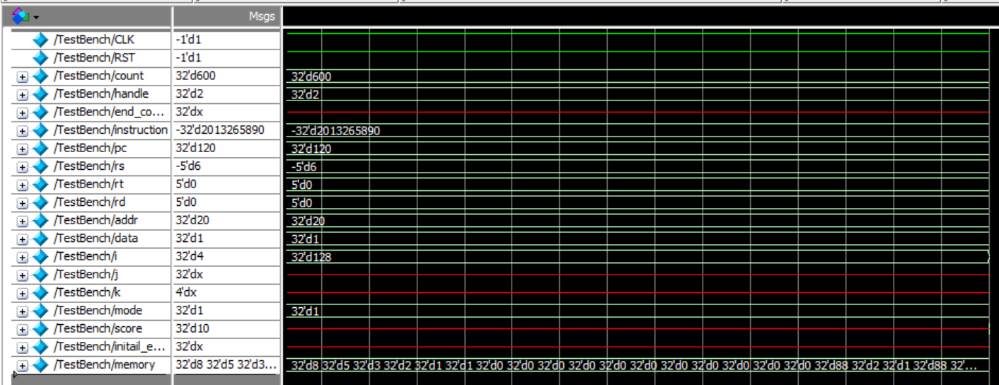 Msgs
/TestBench/CLK -1'd1
/TestBench/RST -1'd1
/TestBench/count 32'd600 32'd600
/TestBench/handle 32'd2 32'd2
/TestBench/end_co... 32'dx
/TestBench/instruction -32'd2013265890 -32'd2013265890
/TestBench/pc 32'd120 32'd120
/TestBench/rs -5'd6 -5'd6
/TestBench/rt 5'd0 5'd0
/TestBench/rd 5'd0 5'd0
/TestBench/addr 32'd20 32'd20
/TestBench/data 32'd1 32'd1
/TestBench/i 32'd4 32'd128
/TestBench/j 32'dx
/TestBench/k 4'dx
/TestBench/mode 32'd1 32'd1
/TestBench/score 32'd10
/TestBench/initail_e... 32'dx
/TestBench/memory 32'd8 32'd5 32'd3... 32'd8 32'd5 32'd3 32'd2 32'd1 32'd1 32'd0 32'd0 32'd0 32'd0 32'd0 32'd0 32'd0 32'd0 32'd0 32'd0 32'd0 32'd88 32'd2 32'd1 32'd88 32'...